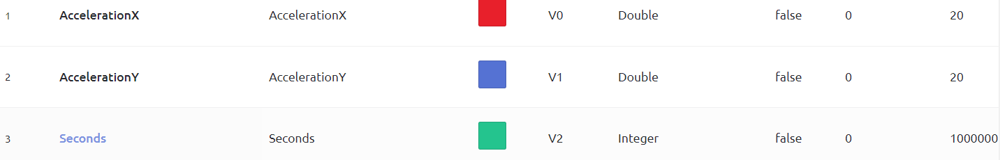 1 AccelerationX AccelerationX V0 Double false 0 20
2 AccelerationY AccelerationY V1 Double false 0 20
3 Seconds Seconds V2 Integer false 0 1000000